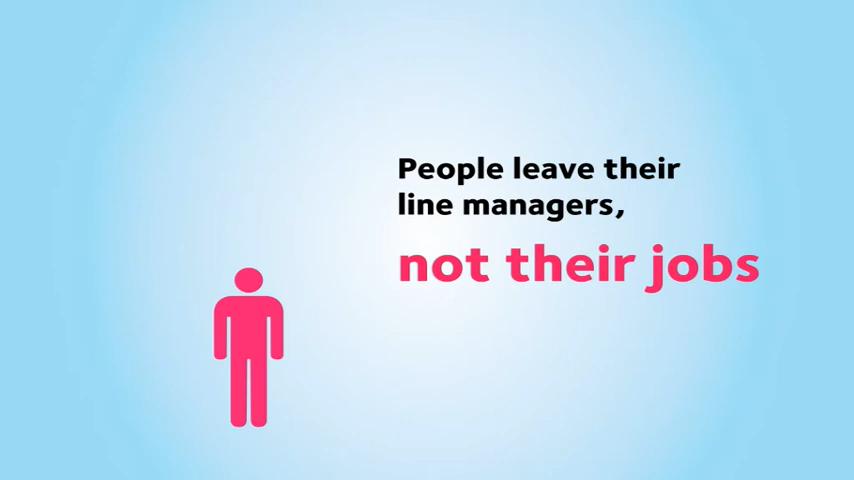 People leave their
line managers,
not their jobs